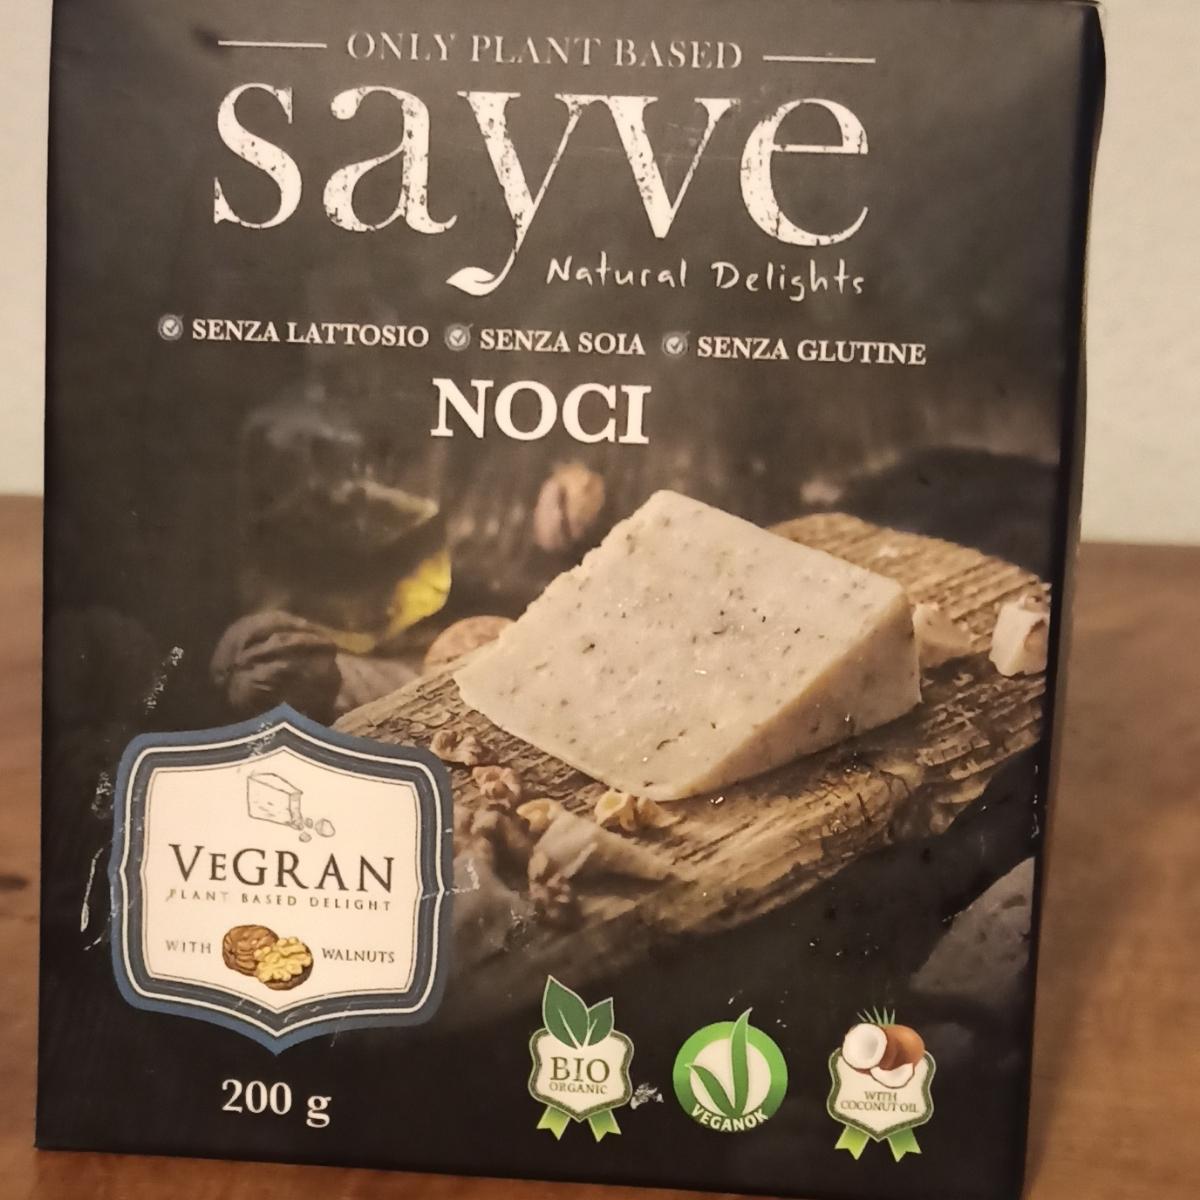 ONLY PLANT BASED
sayve
Natural Delights
SENZA LATTOSIO SENZA SOIA SENZA GLUTINE
NOCI
VEGRAN
PLANT BASED DELIGHT
WITH WALNUTS
200 g
BIO
ORGANIC
VEGANOK
WITH
COCONUT OIL